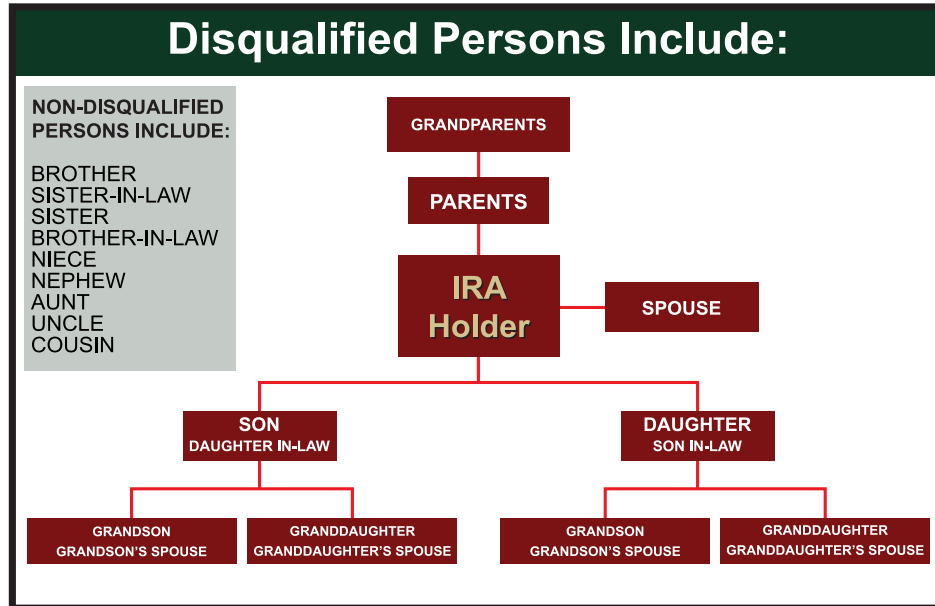 Disqualified Persons Include:
NON-DISQUALIFIED
PERSONS INCLUDE:
BROTHER
SISTER-IN-LAW
SISTER
BROTHER-IN-LAW
NIECE
NEPHEW
AUNT
UNCLE
COUSIN
GRANDPARENTS
PARENTS
IRA
Holder
SPOUSE
SON
DAUGHTER IN-LAW
DAUGHTER
SON IN-LAW
GRANDSON
GRANDSON'S SPOUSE
GRANDDAUGHTER
GRANDDAUGHTER'S SPOUSE
GRANDSON
GRANDSON'S SPOUSE
GRANDDAUGHTER
GRANDDAUGHTER'S SPOUSE